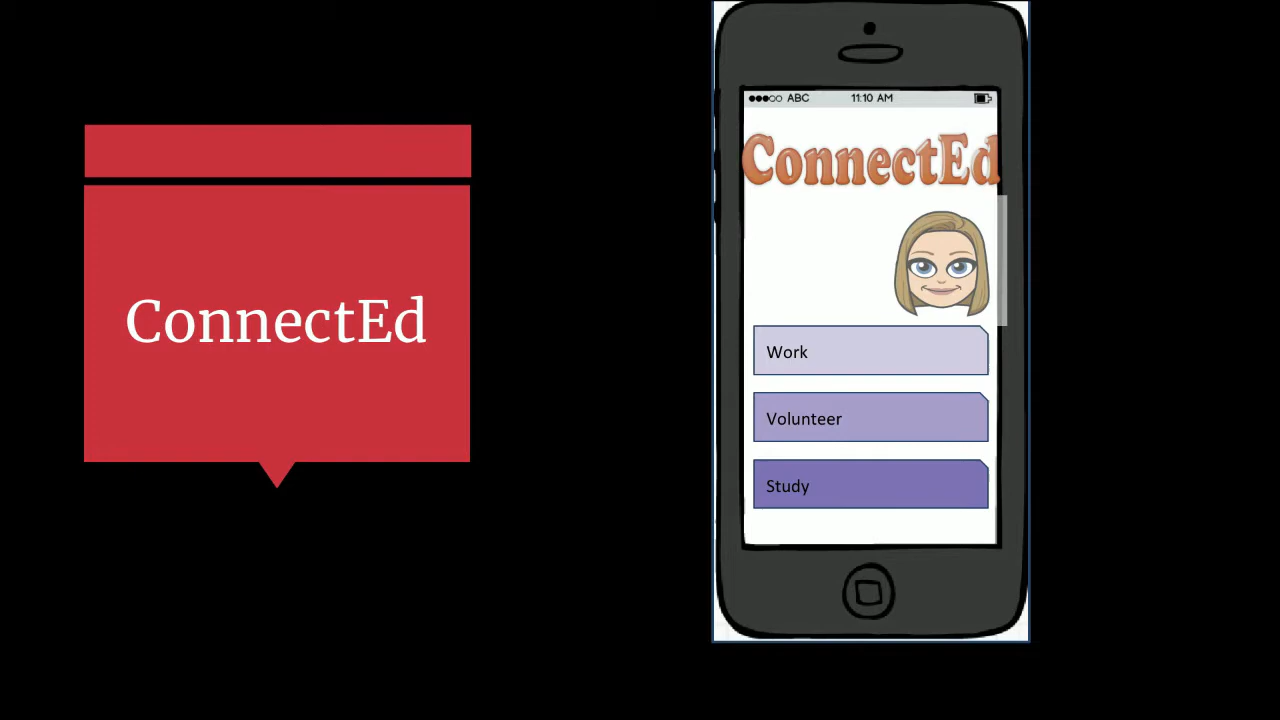 ConnectEd
ABC 11:10 AM
ConnectEd
Work
Volunteer
Study